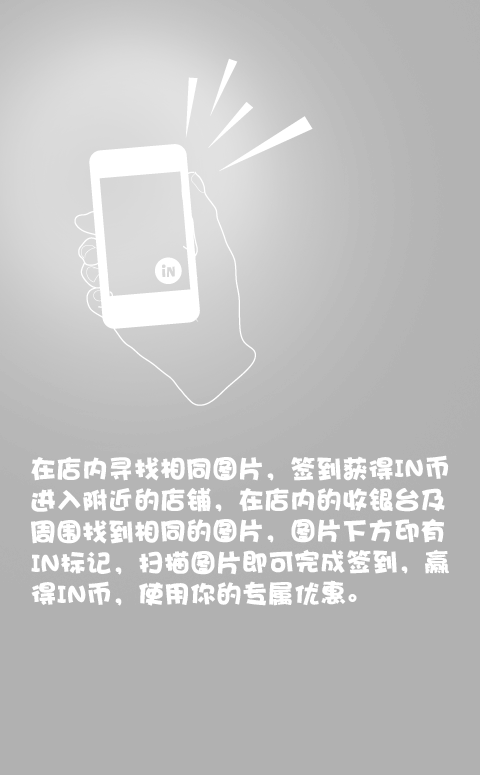 iN
在店内寻找相同图片，签到获得IN币
进入附近的店铺，在店内的收银台及
周围找到相同的图片，图片下方印有
IN标记，扫描图片即可完成签到，赢
得IN币，使用你的专属优惠。